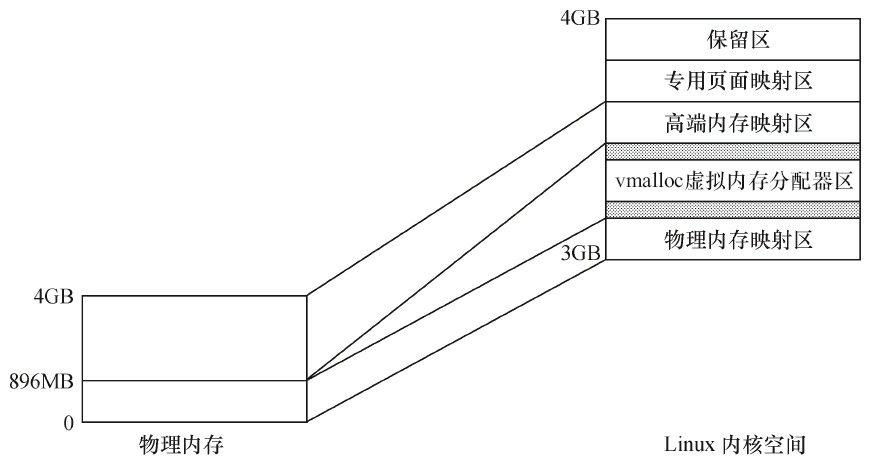 4GB
保留区
专用页面映射区
高端内存映射区
vmalloc虚拟内存分配器区
物理内存映射区
3GB
4GB
896MB
0
物理内存
Linux 内核空间